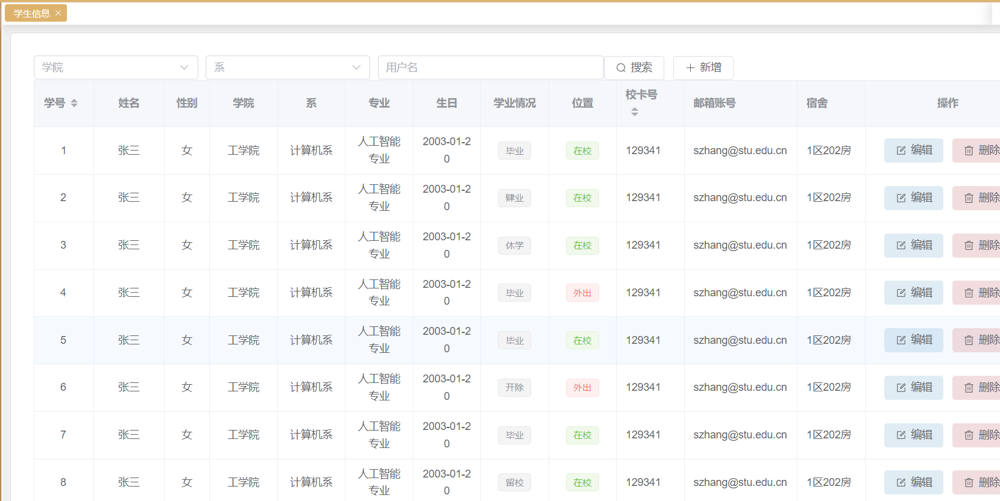 学生信息
学院 系 用户名 搜索 新增
学号 姓名 性别 学院 系 专业 生日 学业情况 位置 校卡号 邮箱账号 宿舍 操作
1 张三 女 工学院 计算机系 人工智能专业 2003-01-20 毕业 在校 129341 szhang@stu.edu.cn 1区202房 编辑 删除
2 张三 女 工学院 计算机系 人工智能专业 2003-01-20 肄业 在校 129341 szhang@stu.edu.cn 1区202房 编辑 删除
3 张三 女 工学院 计算机系 人工智能专业 2003-01-20 休学 在校 129341 szhang@stu.edu.cn 1区202房 编辑 删除
4 张三 女 工学院 计算机系 人工智能专业 2003-01-20 毕业 外出 129341 szhang@stu.edu.cn 1区202房 编辑 删除
5 张三 女 工学院 计算机系 人工智能专业 2003-01-20 毕业 在校 129341 szhang@stu.edu.cn 1区202房 编辑 删除
6 张三 女 工学院 计算机系 人工智能专业 2003-01-20 开除 外出 129341 szhang@stu.edu.cn 1区202房 编辑 删除
7 张三 女 工学院 计算机系 人工智能专业 2003-01-20 毕业 在校 129341 szhang@stu.edu.cn 1区202房 编辑 删除
8 张三 女 工学院 计算机系 人工智能专业 2003-01-20 留校 在校 129341 szhang@stu.edu.cn 1区202房 编辑 删除